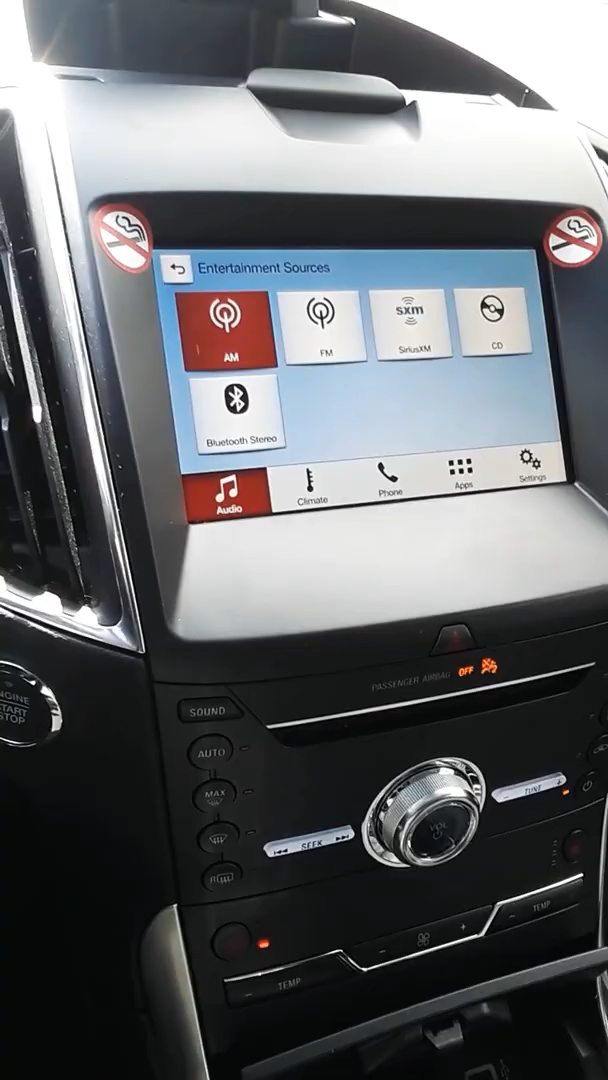 Entertainment Sources
AM
FM
sxm
SiriusXM
CD
Bluetooth Stereo
Audio
Climate
Phone
Apps
Settings
PASSENGER AIRBAG OFF
ENGINE
START
STOP
SOUND
AUTO
MAX
R
VOL
SEEK
TUNE +
- TEMP
- +
- TEMP